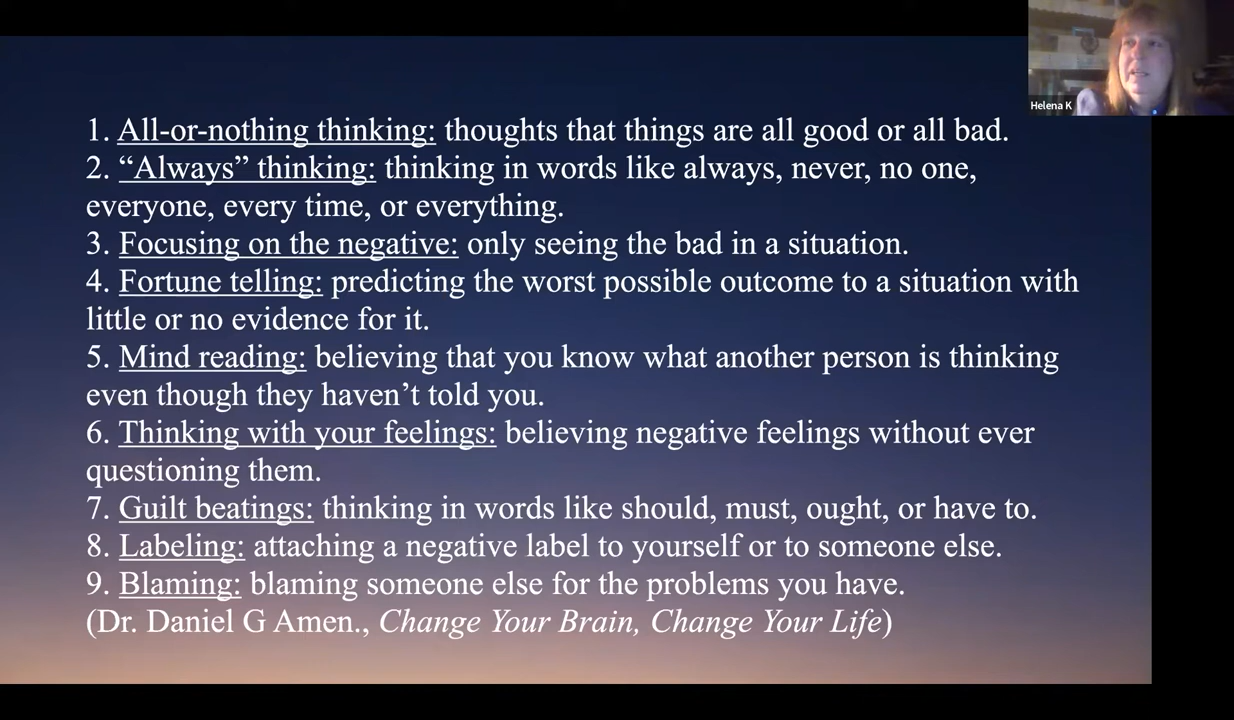 Helena K
1. All-or-nothing thinking: thoughts that things are all good or all bad.
2. “Always” thinking: thinking in words like always, never, no one,
everyone, every time, or everything.
3. Focusing on the negative: only seeing the bad in a situation.
4. Fortune telling: predicting the worst possible outcome to a situation with
little or no evidence for it.
5. Mind reading: believing that you know what another person is thinking
even though they haven’t told you.
6. Thinking with your feelings: believing negative feelings without ever
questioning them.
7. Guilt beatings: thinking in words like should, must, ought, or have to.
8. Labeling: attaching a negative label to yourself or to someone else.
9. Blaming: blaming someone else for the problems you have.
(Dr. Daniel G Amen., Change Your Brain, Change Your Life)